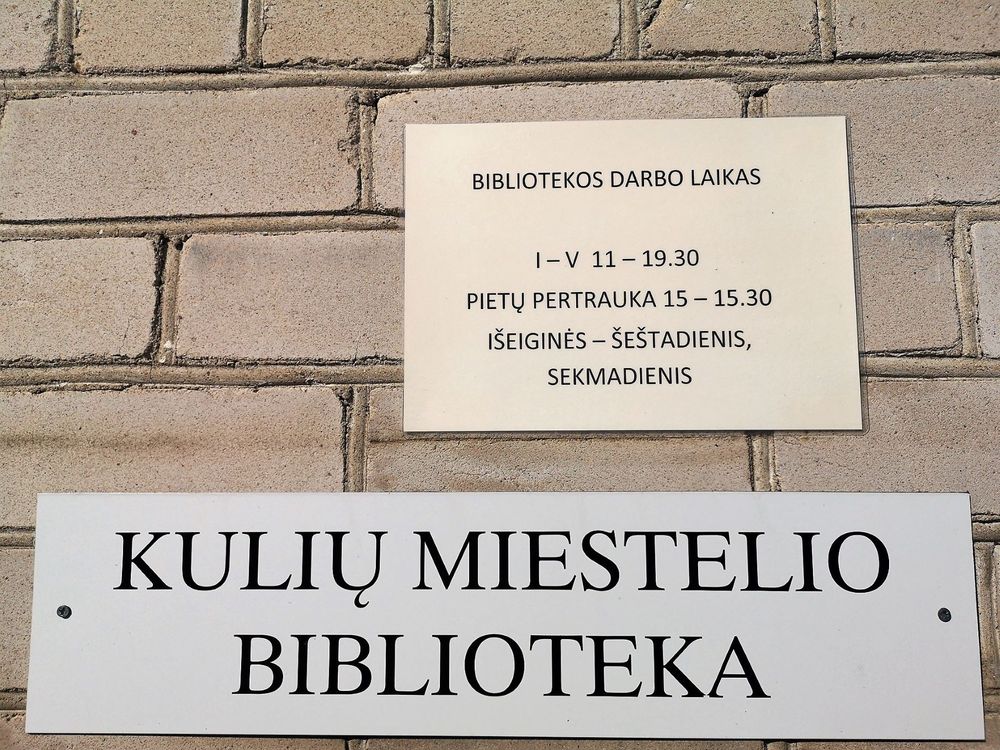 BIBLIOTEKOS DARBO LAIKAS
I – V 11 – 19.30
PIETŲ PERTRAUKA 15 – 15.30
IŠEIGINĖS – ŠEŠTADIENIS,
SEKMADIENIS
KULIŲ MIESTELIO
BIBLIOTEKA